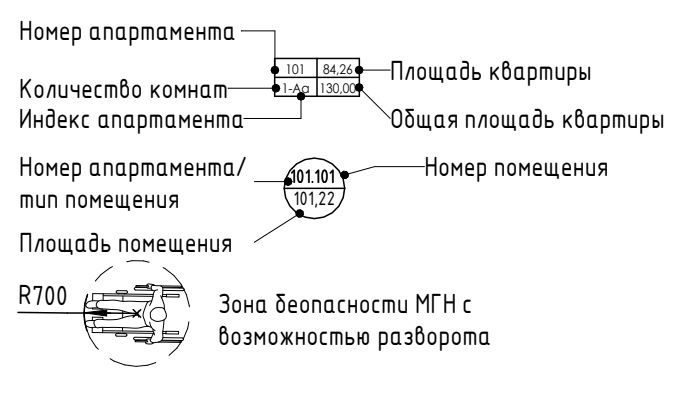 Номер апартамента
101 84,26
Площадь квартиры
Количество комнат
1-Аа 130,00
Индекс апартамента
Общая площадь квартиры
Номер апартамента/
тип помещения
101.101
Номер помещения
101,22
Площадь помещения
R700
Зона беопасности МГН с
возможностью разворота